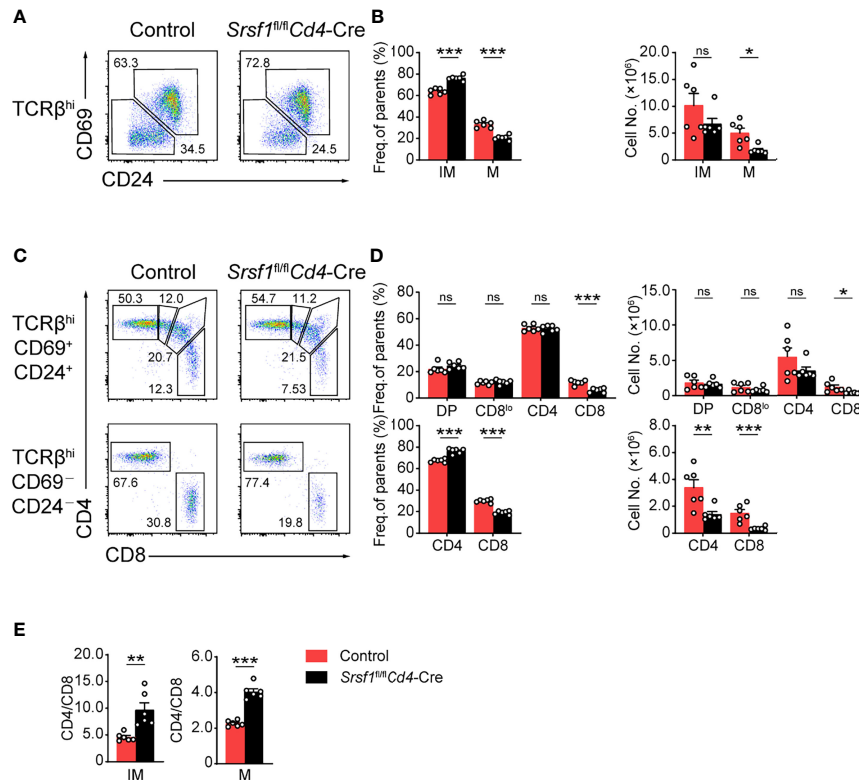 A
Control
Srsf1fl/flCd4-Cre
TCRβhi
CD69
63.3
34.5
72.8
24.5
CD24
B
Freq.of parents (%)
100
80
60
40
20
0
***
***
IM
M
Cell No. (×10⁶)
20.0
15.0
10.0
5.0
0
ns
*
IM
M
C
Control
Srsf1fl/flCd4-Cre
TCRβhi
CD69+
CD24+
50.3
12.0
20.7
12.3
54.7
11.2
21.5
7.53
TCRβhi
CD69−
CD24−
CD4
67.6
30.8
77.4
19.8
CD8
D
Freq.of parents (%)
80
60
40
20
0
ns
ns
ns
***
DP
CD8lo
CD4
CD8
Cell No. (×10⁶)
15.0
10.0
5.0
0
ns
ns
ns
*
DP
CD8lo
CD4
CD8
Freq.of parents (%)
100
80
60
40
20
0
***
***
CD4
CD8
Cell No. (×10⁶)
8.0
6.0
4.0
2.0
0
**
***
CD4
CD8
E
CD4/CD8
20.0
15.0
10.0
5.0
0.0
**
IM
CD4/CD8
6.0
4.0
2.0
0
***
M
Control
Srsf1fl/flCd4-Cre